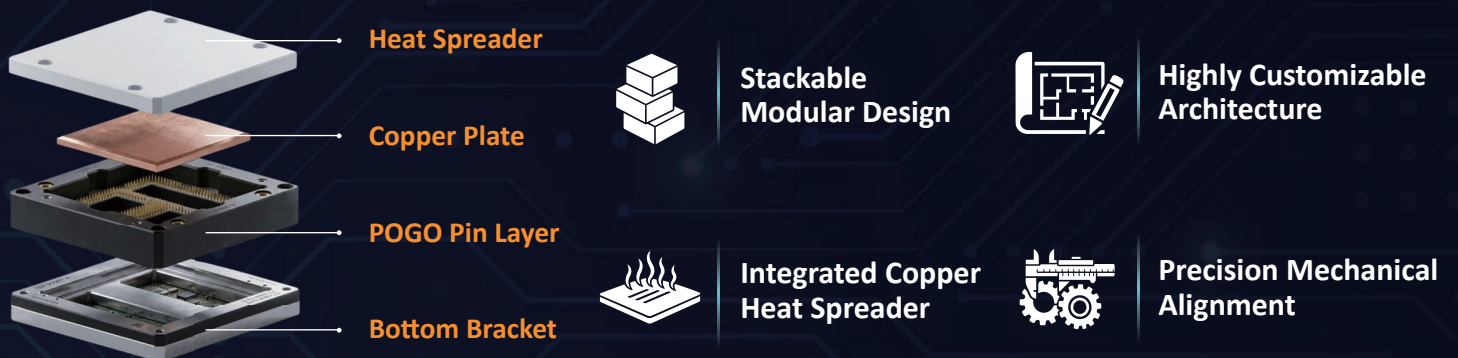 Heat Spreader
Copper Plate
POGO Pin Layer
Bottom Bracket
Stackable
Modular Design
Highly Customizable
Architecture
Integrated Copper
Heat Spreader
Precision Mechanical
Alignment